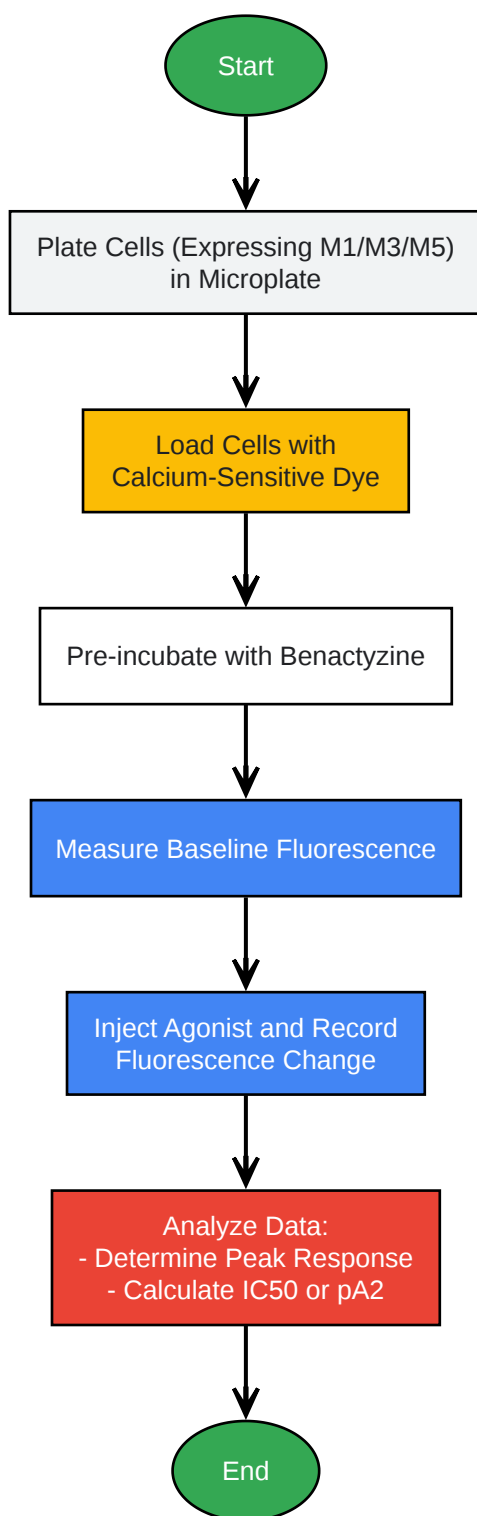 Start
Plate Cells (Expressing M1/M3/M5)
in Microplate
Load Cells with
Calcium-Sensitive Dye
Pre-incubate with Benactyzine
Measure Baseline Fluorescence
Inject Agonist and Record
Fluorescence Change
Analyze Data:
- Determine Peak Response
- Calculate IC50 or pA2
End